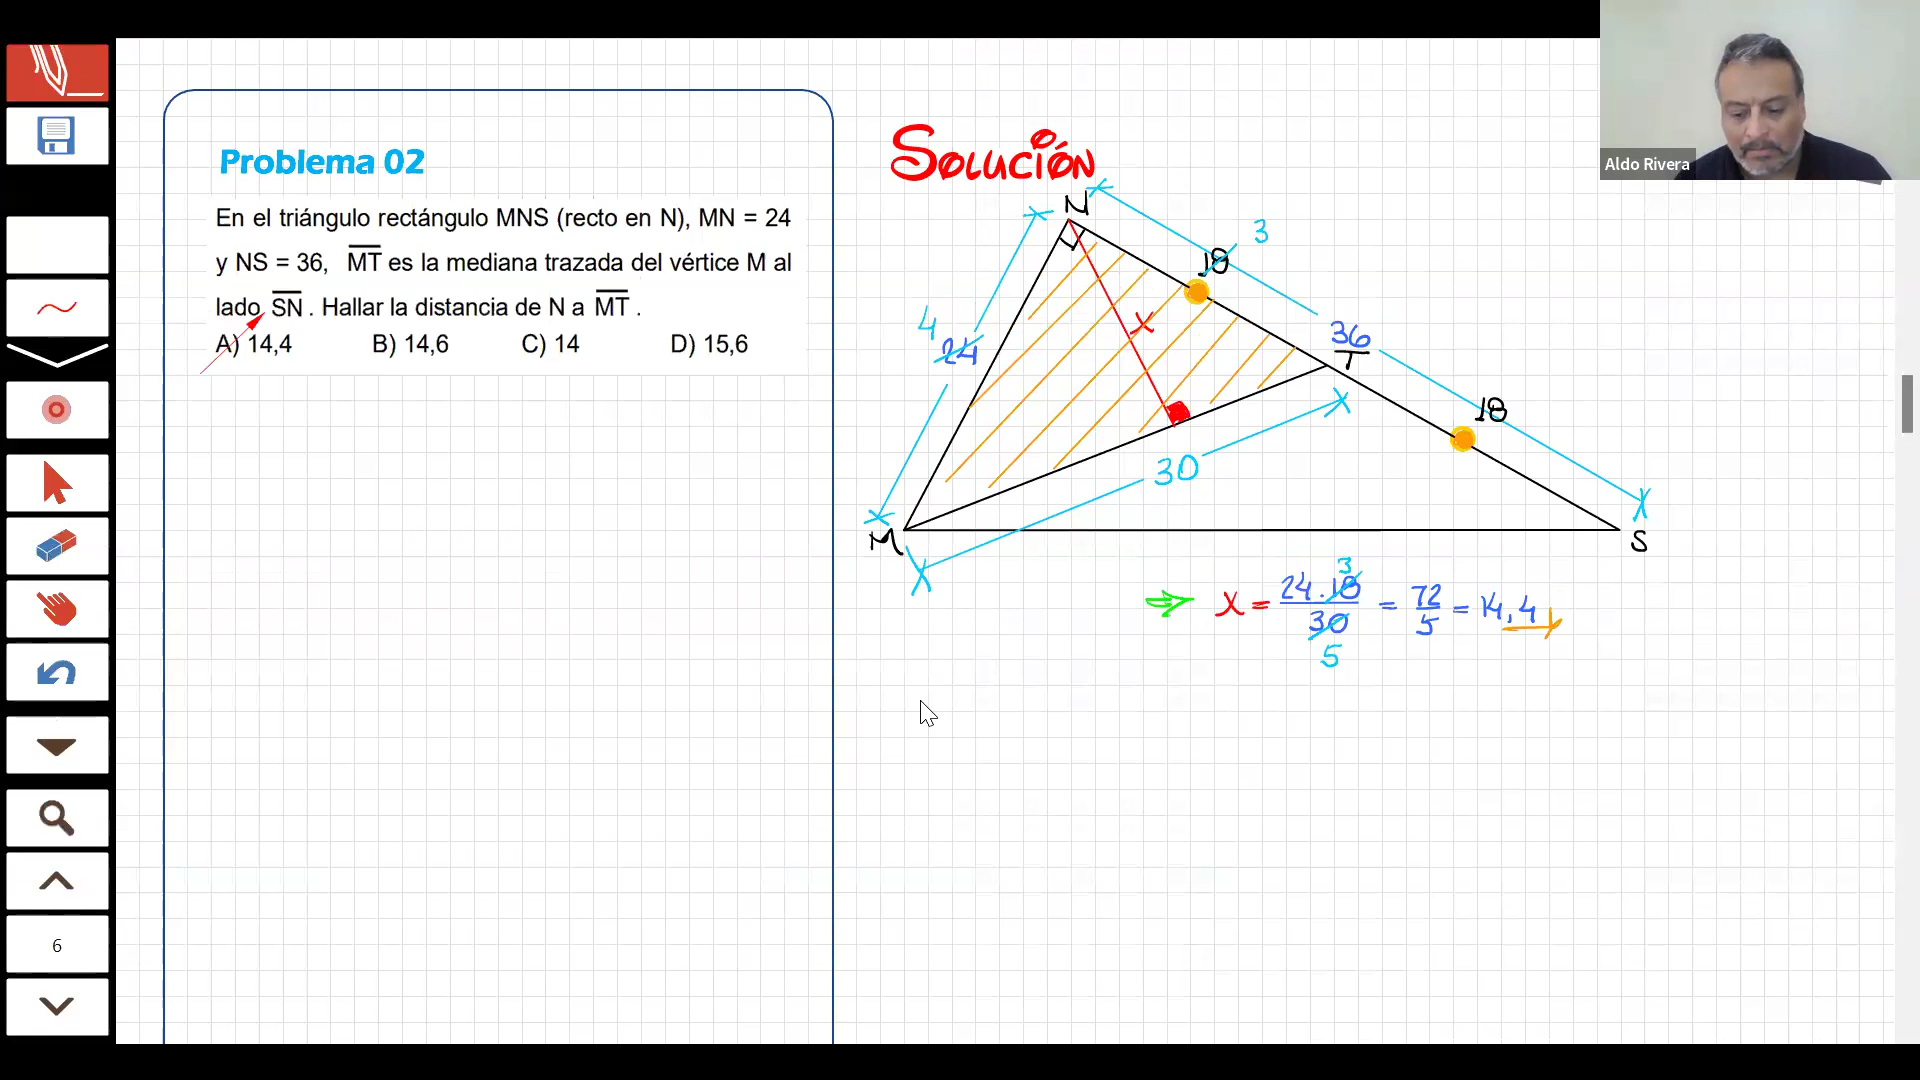 Problema 02
En el triángulo rectángulo MNS (recto en N), MN = 24
y NS = 36, MT es la mediana trazada del vértice M al
lado SN. Hallar la distancia de N a MT.
A) 14,4 B) 14,6 C) 14 D) 15,6
Solución
N
18 3
4
24
x
36
T
18
30
M
S
x = 24.18 / 30 = 72 / 5 = 14,4
3
5
Aldo Rivera
6